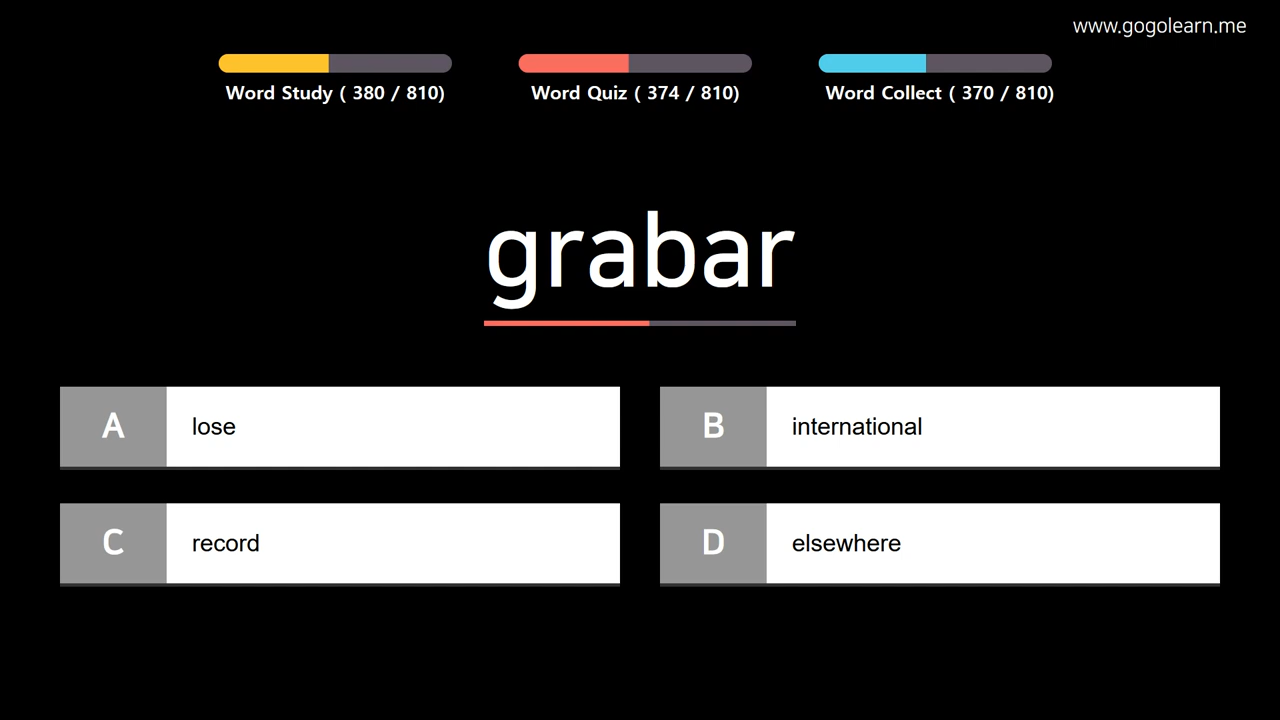 www.gogolearn.me
Word Study ( 380 / 810)
Word Quiz ( 374 / 810)
Word Collect ( 370 / 810)
grabar
A
lose
B
international
C
record
D
elsewhere